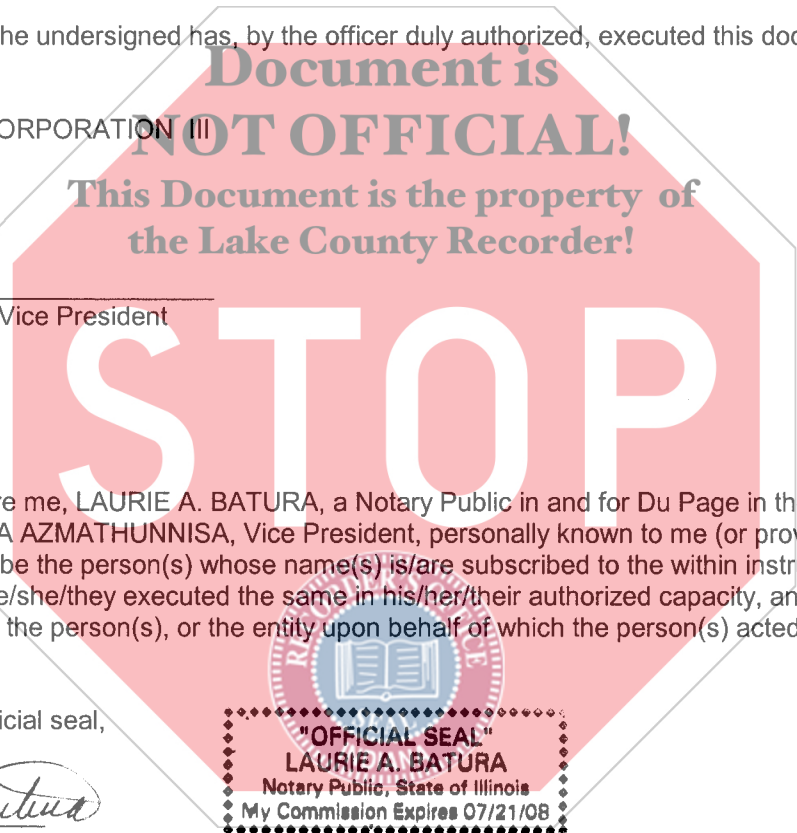 he undersigned has, by the officer duly authorized, executed this doc
Document is
ORPORATION III
NOT OFFICIAL!
This Document is the property of
the Lake County Recorder!
Vice President
STOP
re me, LAURIE A. BATURA, a Notary Public in and for Du Page in th
A AZMATHUNNISA, Vice President, personally known to me (or prov
be the person(s) whose name(s) is/are subscribed to the within instr
e/she/they executed the same in his/her/their authorized capacity, an
the person(s), or the entity upon behalf of which the person(s) acted
RECORDER'S OFFICE
SEAL
INDIANA
icial seal,
"OFFICIAL SEAL"
LAURIE A. BATURA
Notary Public, State of Illinois
My Commission Expires 07/21/08